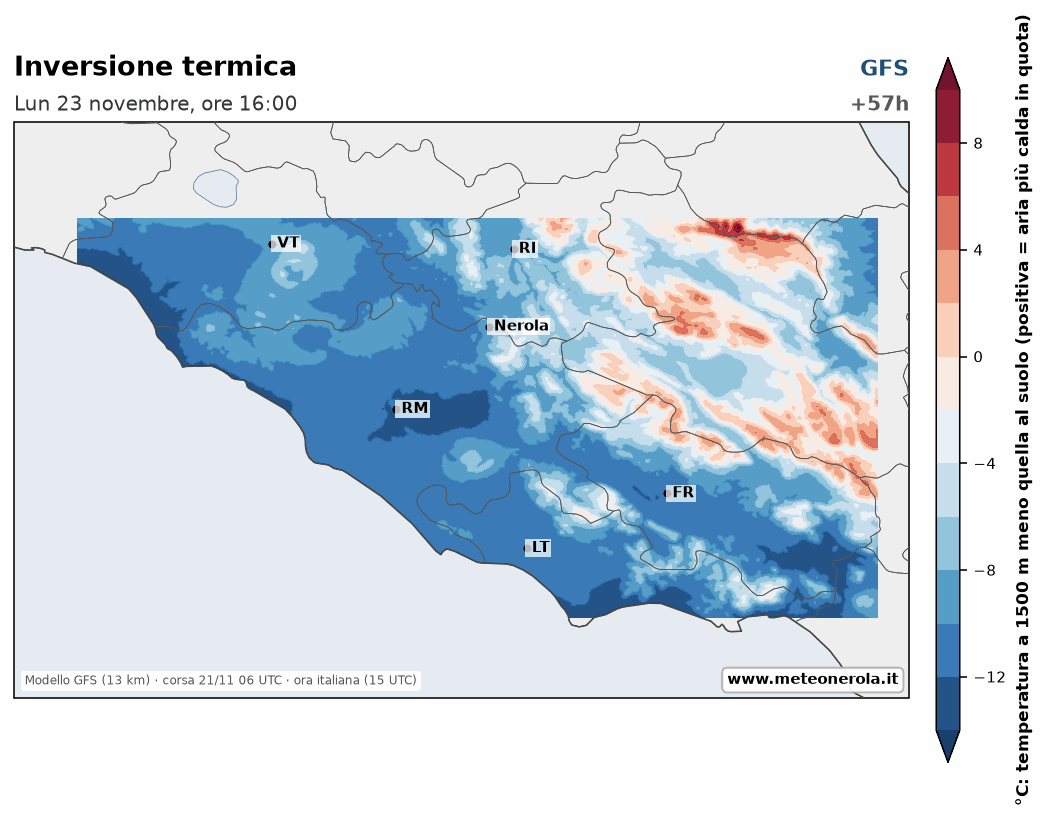 Inversione termica
GFS
Lun 23 novembre, ore 16:00
+57h
VT
RI
Nerola
RM
FR
LT
Modello GFS (13 km) · corsa 21/11 06 UTC · ora italiana (15 UTC)
www.meteonerola.it
8
4
0
−4
−8
−12
°C: temperatura a 1500 m meno quella al suolo (positiva = aria più calda in quota)